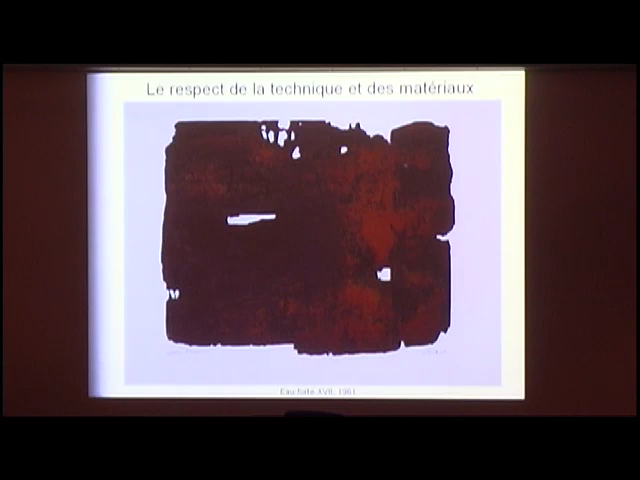 Le respect de la technique et des matériaux
Eau-forte XVII, 1961